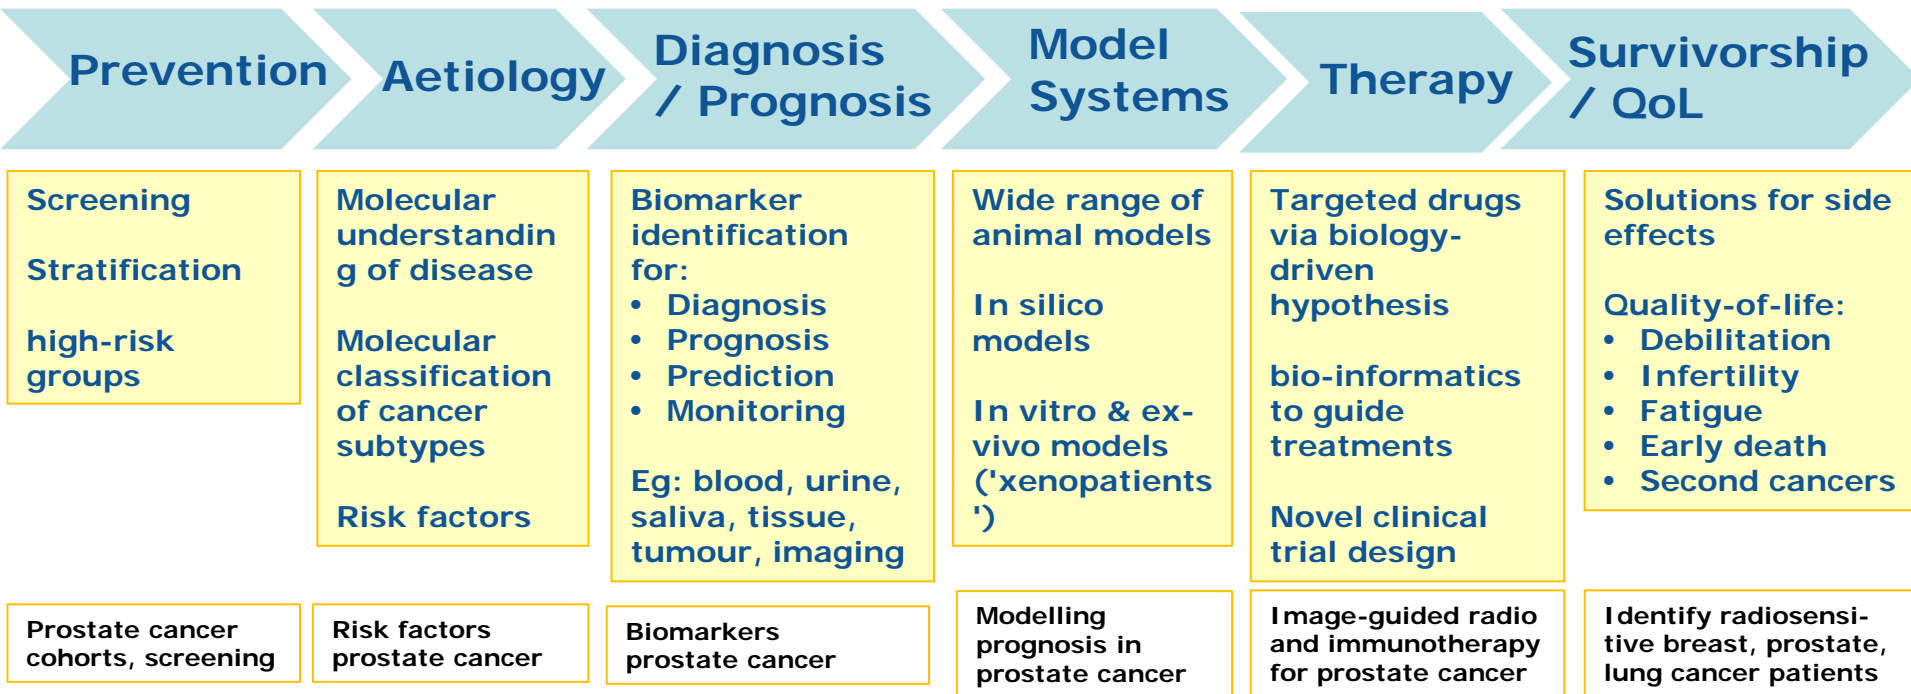 Prevention
Aetiology
Diagnosis
/ Prognosis
Model
Systems
Therapy
Survivorship
/ QoL
Screening
Stratification
high-risk
groups
Molecular
understandin
g of disease
Molecular
classification
of cancer
subtypes
Risk factors
Biomarker
identification
for:
• Diagnosis
• Prognosis
• Prediction
• Monitoring
Eg: blood, urine,
saliva, tissue,
tumour, imaging
Wide range of
animal models
In silico
models
In vitro & ex-
vivo models
('xenopatients
')
Targeted drugs
via biology-
driven
hypothesis
bio-informatics
to guide
treatments
Novel clinical
trial design
Solutions for side
effects
Quality-of-life:
• Debilitation
• Infertility
• Fatigue
• Early death
• Second cancers
Prostate cancer
cohorts, screening
Risk factors
prostate cancer
Biomarkers
prostate cancer
Modelling
prognosis in
prostate cancer
Image-guided radio
and immunotherapy
for prostate cancer
Identify radiosensi-
tive breast, prostate,
lung cancer patients